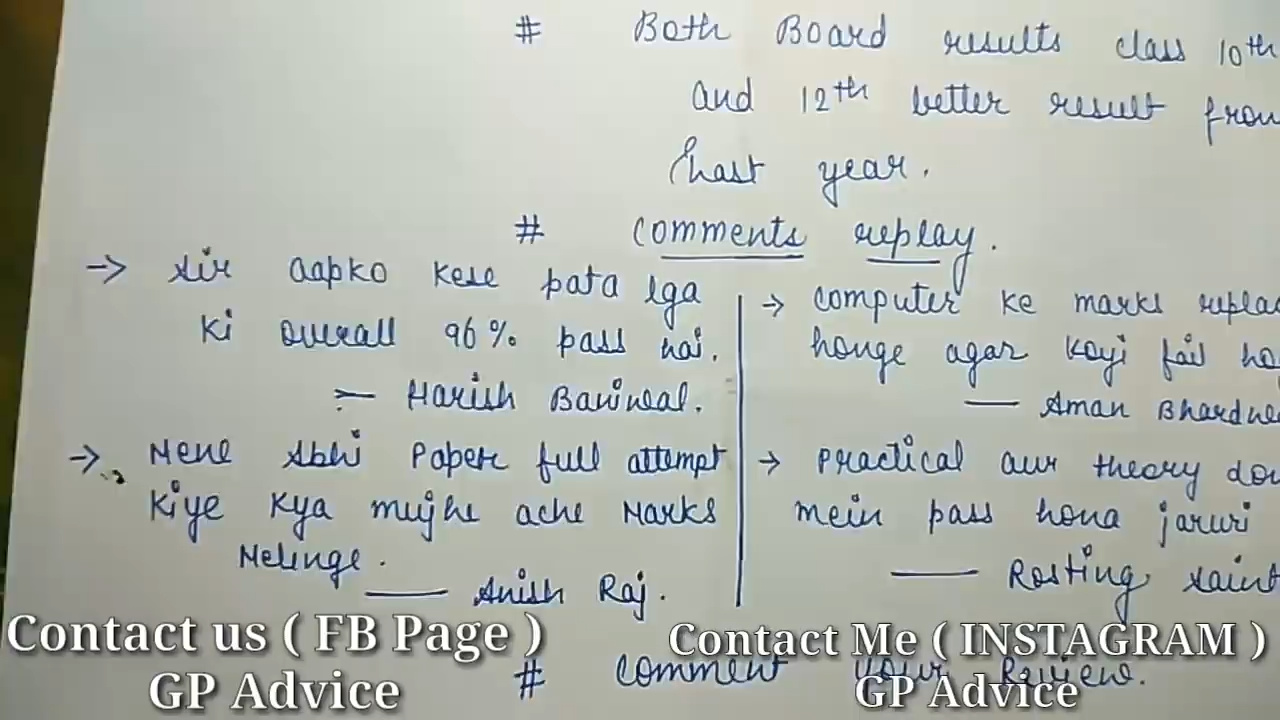 # Both Board results class 10th
and 12th better result from
last year.
# comments replay.
→ sir aapko kese pata lga
ki overall 96% pass hai.
— Harish
→ Mene Abhi Paper full attempt
kiye kya mujhe ache Marks
Melinge.
— Anish Raj.
→ computer ke marks
honge agar koyi fail
— Aman
→ Practical aur theory
mein pass hona jaruri
— Rosting saint
# comment your Review.
Contact us ( FB Page )
GP Advice
Contact Me ( INSTAGRAM )
GP Advice